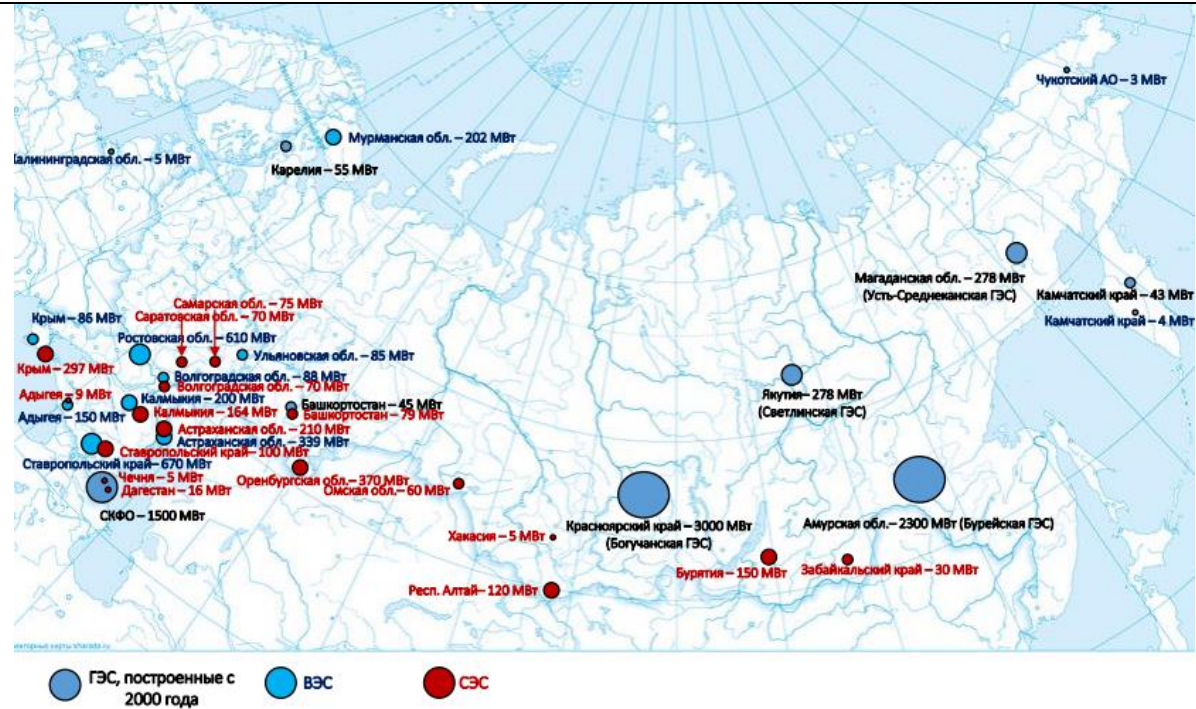 Чукотский АО – 3 МВт
Мурманская обл. – 202 МВт
Калининградская обл. – 5 МВт
Карелия – 55 МВт
Магаданская обл. – 278 МВт
(Усть-Среднеканская ГЭС)
Камчатский край – 43 МВт
Камчатский край – 4 МВт
Самарская обл. – 75 МВт
Саратовская обл. – 70 МВт
Крым – 86 МВт
Ростовская обл. – 610 МВт
Ульяновская обл. – 85 МВт
Крым – 297 МВт
Волгоградская обл. – 88 МВт
Волгоградская обл. – 70 МВт
Якутия – 278 МВт
(Светлинская ГЭС)
Адыгея – 9 МВт
Калмыкия – 200 МВт
Башкортостан – 45 МВт
Адыгея – 150 МВт
Калмыкия – 164 МВт
Башкортостан – 79 МВт
Астраханская обл. – 210 МВт
Астраханская обл. – 339 МВт
Ставропольский край – 100 МВт
Ставропольский край – 670 МВт
Чечня – 5 МВт
Дагестан – 16 МВт
Оренбургская обл. – 370 МВт
Омская обл. – 60 МВт
СКФО – 1500 МВт
Красноярский край – 3000 МВт
(Богучанская ГЭС)
Амурская обл. – 2300 МВт (Бурейская ГЭС)
Хакасия – 5 МВт
Бурятия – 150 МВт
Забайкальский край – 30 МВт
Респ. Алтай – 120 МВт
карты
ГЭС, построенные с
2000 года
ВЭС
СЭС